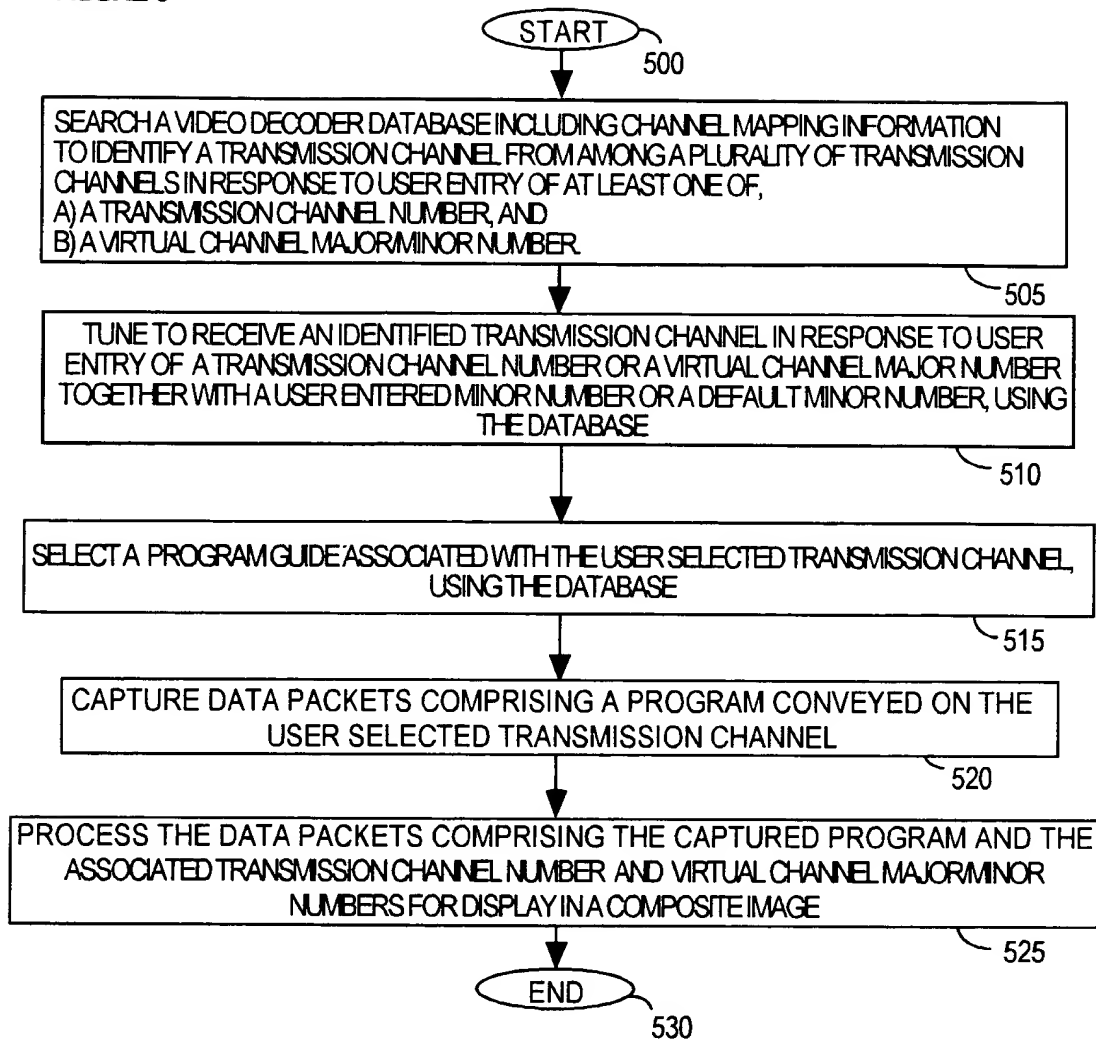 START
500
SEARCH A VIDEO DECODER DATABASE INCLUDING CHANNEL MAPPING INFORMATION
TO IDENTIFY A TRANSMISSION CHANNEL FROM AMONG A PLURALITY OF TRANSMISSION
CHANNELS IN RESPONSE TO USER ENTRY OF AT LEAST ONE OF,
A) A TRANSMISSION CHANNEL NUMBER, AND
B) A VIRTUAL CHANNEL MAJOR/MINOR NUMBER.
505
TUNE TO RECEIVE AN IDENTIFIED TRANSMISSION CHANNEL IN RESPONSE TO USER
ENTRY OF A TRANSMISSION CHANNEL NUMBER OR A VIRTUAL CHANNEL MAJOR NUMBER
TOGETHER WITH A USER ENTERED MINOR NUMBER OR A DEFAULT MINOR NUMBER, USING
THE DATABASE
510
SELECT A PROGRAM GUIDE ASSOCIATED WITH THE USER SELECTED TRANSMISSION CHANNEL,
USING THE DATABASE
515
CAPTURE DATA PACKETS COMPRISING A PROGRAM CONVEYED ON THE
USER SELECTED TRANSMISSION CHANNEL
520
PROCESS THE DATA PACKETS COMPRISING THE CAPTURED PROGRAM AND THE
ASSOCIATED TRANSMISSION CHANNEL NUMBER AND VIRTUAL CHANNEL MAJOR/MINOR
NUMBERS FOR DISPLAY IN A COMPOSITE IMAGE
525
END
530